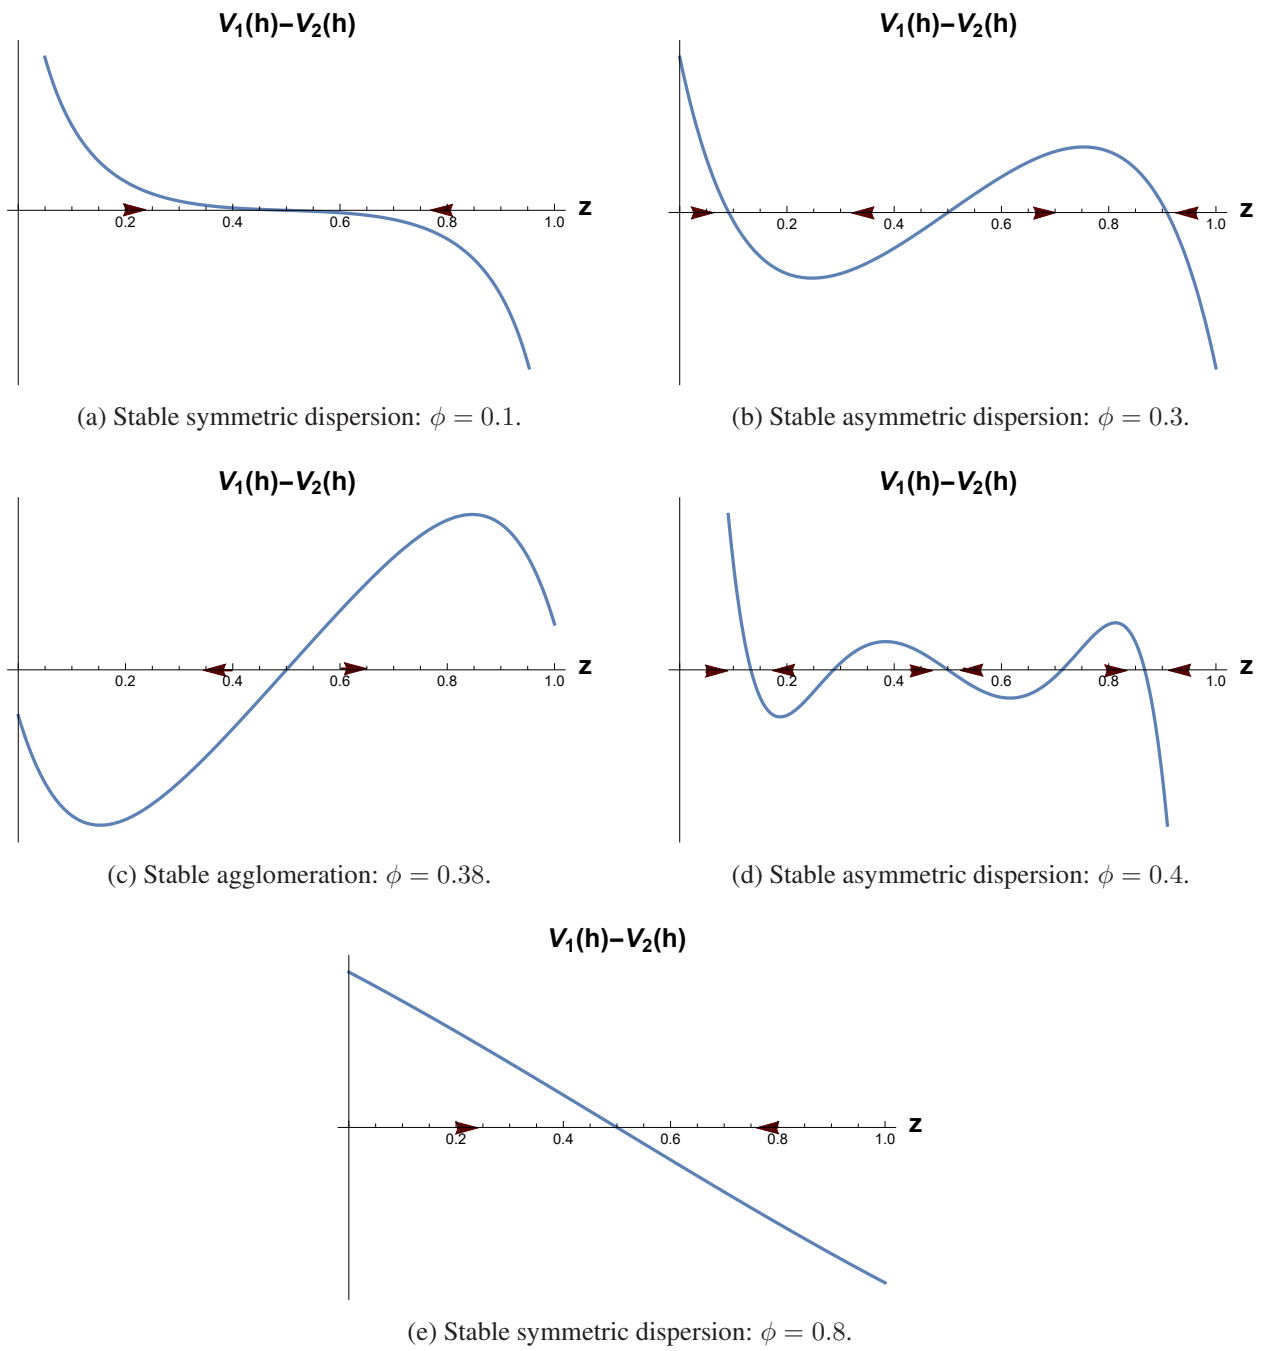 V₁(h)−V₂(h)
0.2 0.4 0.6 0.8 1.0 z
(a) Stable symmetric dispersion: ϕ = 0.1.
V₁(h)−V₂(h)
0.2 0.4 0.6 0.8 1.0 z
(b) Stable asymmetric dispersion: ϕ = 0.3.
V₁(h)−V₂(h)
0.2 0.4 0.6 0.8 1.0 z
(c) Stable agglomeration: ϕ = 0.38.
V₁(h)−V₂(h)
0.2 0.4 0.6 0.8 1.0 z
(d) Stable asymmetric dispersion: ϕ = 0.4.
V₁(h)−V₂(h)
0.2 0.4 0.6 0.8 1.0 z
(e) Stable symmetric dispersion: ϕ = 0.8.